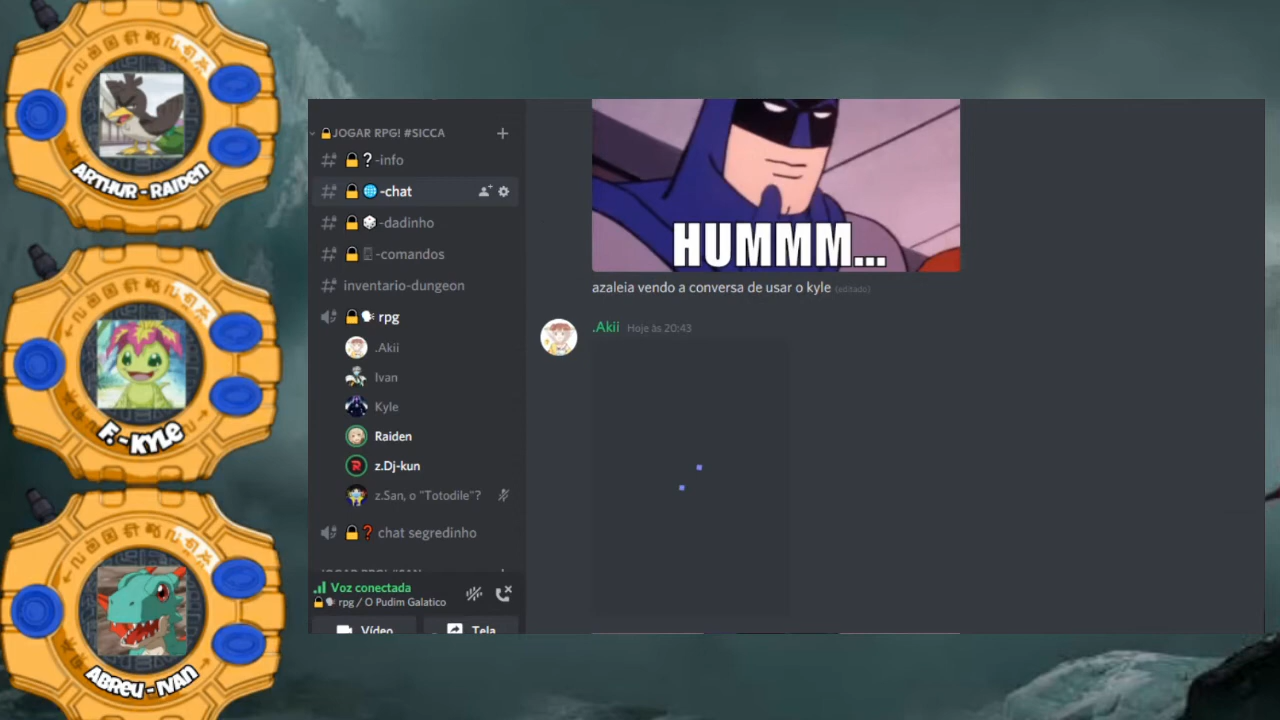 ARTHUR - RAIDEN
F. - KYLE
ABREU - IVAN
JOGAR RPG! #SICCA
?-info
-chat
-dadinho
-comandos
inventario-dungeon
rpg
.Akii
Ivan
Kyle
Raiden
z.Dj-kun
z.San, o "Totodile"?
chat segredinho
Voz conectada
rpg / O Pudim Galatico
Vídeo
Tela
HUMMM...
azaleia vendo a conversa de usar o kyle (editado)
.Akii Hoje às 20:43